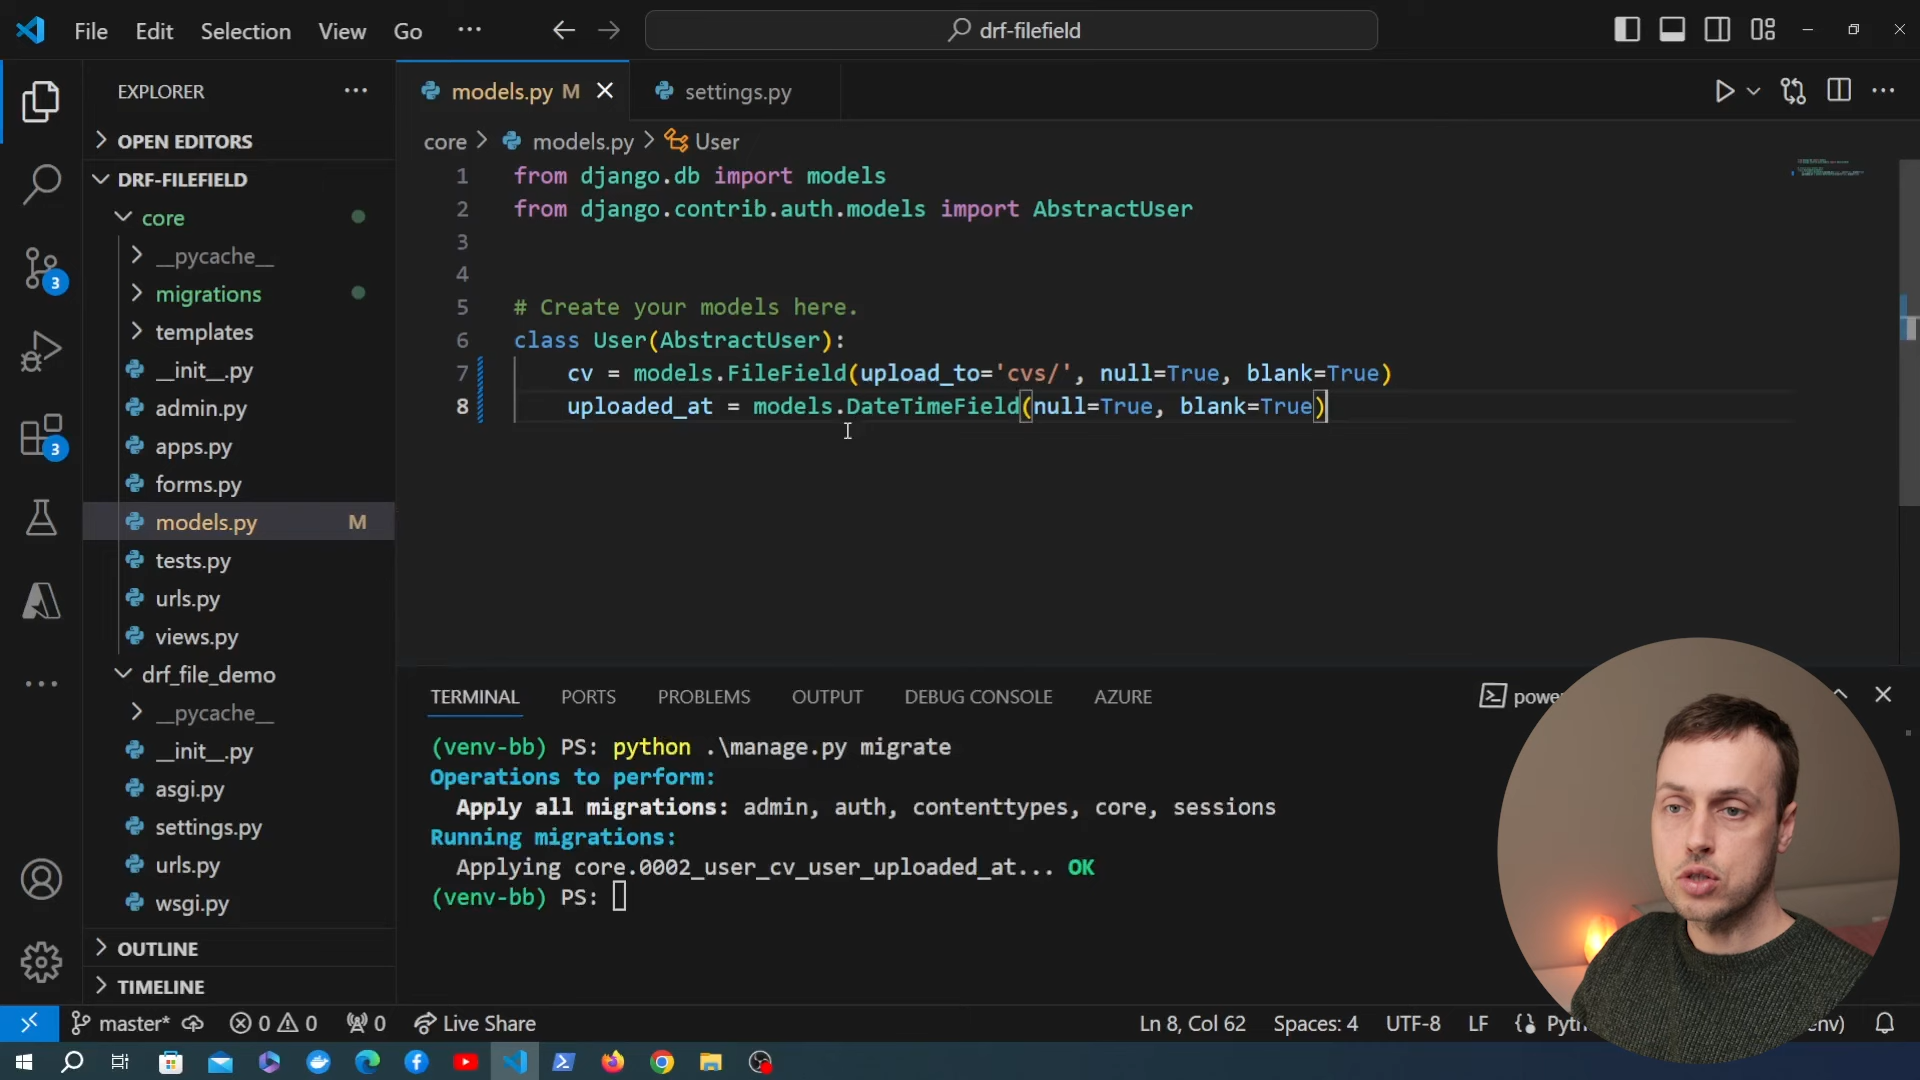 File Edit Selection View Go ··· drf-filefield
EXPLORER ···
models.py M
settings.py
OPEN EDITORS
core > models.py > User
DRF-FILEFIELD
core
__pycache__
migrations
templates
__init__.py
admin.py
apps.py
forms.py
models.py M
tests.py
urls.py
views.py
drf_file_demo
__pycache__
__init__.py
asgi.py
settings.py
urls.py
wsgi.py
OUTLINE
TIMELINE
3
3
1 from django.db import models
2 from django.contrib.auth.models import AbstractUser
3
4
5 # Create your models here.
6 class User(AbstractUser):
7 cv = models.FileField(upload_to='cvs/', null=True, blank=True)
8 uploaded_at = models.DateTimeField(null=True, blank=True)
TERMINAL PORTS PROBLEMS OUTPUT DEBUG CONSOLE AZURE
(venv-bb) PS: python .\manage.py migrate
Operations to perform:
Apply all migrations: admin, auth, contenttypes, core, sessions
Running migrations:
Applying core.0002_user_cv_user_uploaded_at... OK
(venv-bb) PS:
master* 0 0 0 Live Share Ln 8, Col 62 Spaces: 4 UTF-8 LF